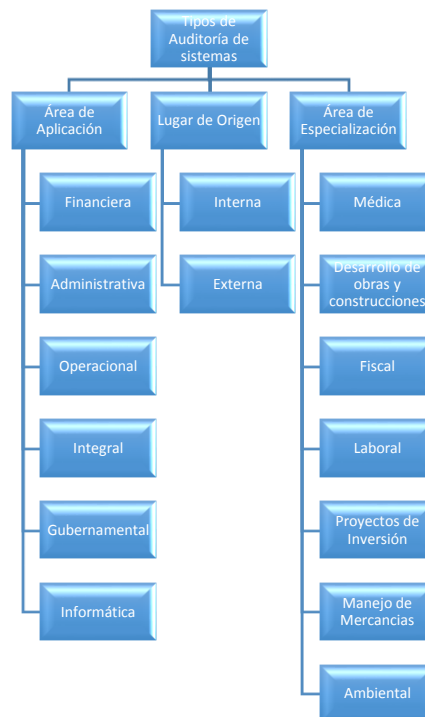 Tipos de
Auditoría de
sistemas
Área de
Aplicación
Lugar de Origen
Área de
Especialización
Financiera
Administrativa
Operacional
Integral
Gubernamental
Informática
Interna
Externa
Médica
Desarrollo de
obras y
construcciones
Fiscal
Laboral
Proyectos de
Inversión
Manejo de
Mercancias
Ambiental